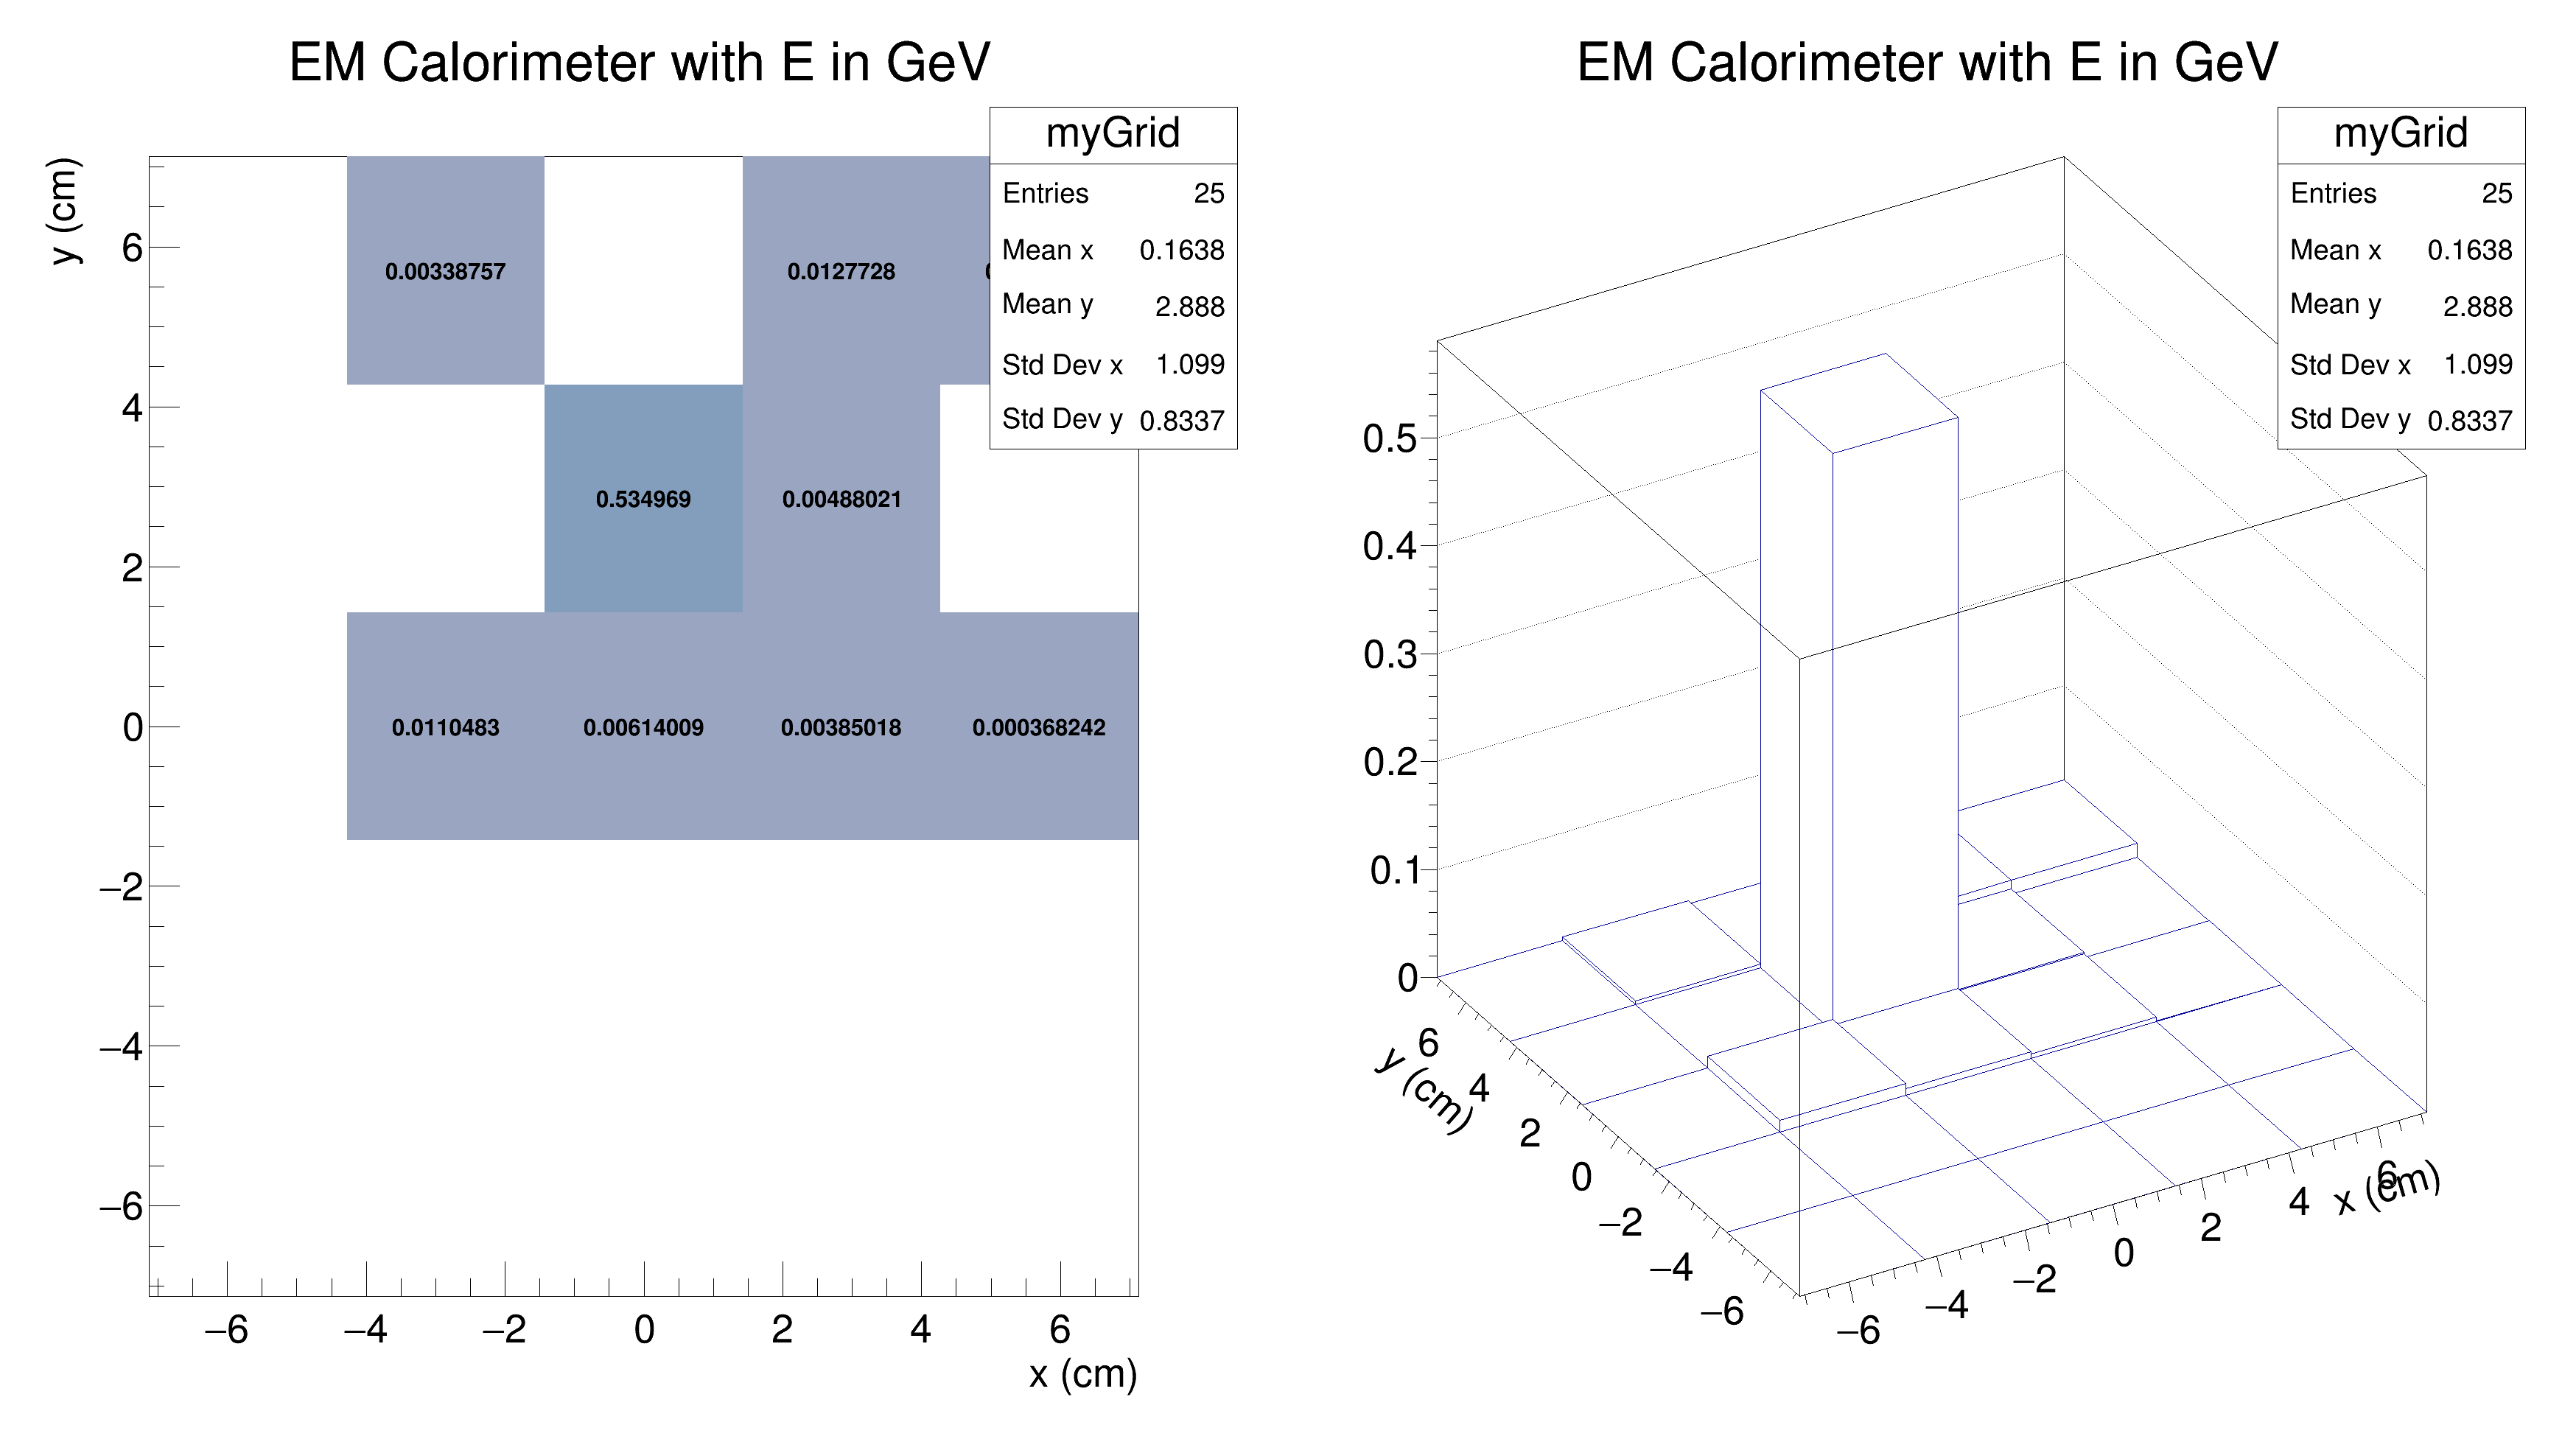 EM Calorimeter with E in GeV
myGrid
Entries 25
Mean x 0.1638
Mean y 2.888
Std Dev x 1.099
Std Dev y 0.8337
y (cm)
6
4
2
0
−2
−4
−6
0.00338757
0.0127728
0.534969
0.00488021
0.0110483
0.00614009
0.00385018
0.000368242
−6
−4
−2
0
2
4
6
x (cm)
EM Calorimeter with E in GeV
myGrid
Entries 25
Mean x 0.1638
Mean y 2.888
Std Dev x 1.099
Std Dev y 0.8337
0.5
0.4
0.3
0.2
0.1
0
6
4
2
0
−2
−4
−6
y (cm)
−6
−4
−2
0
2
4
6
x (cm)